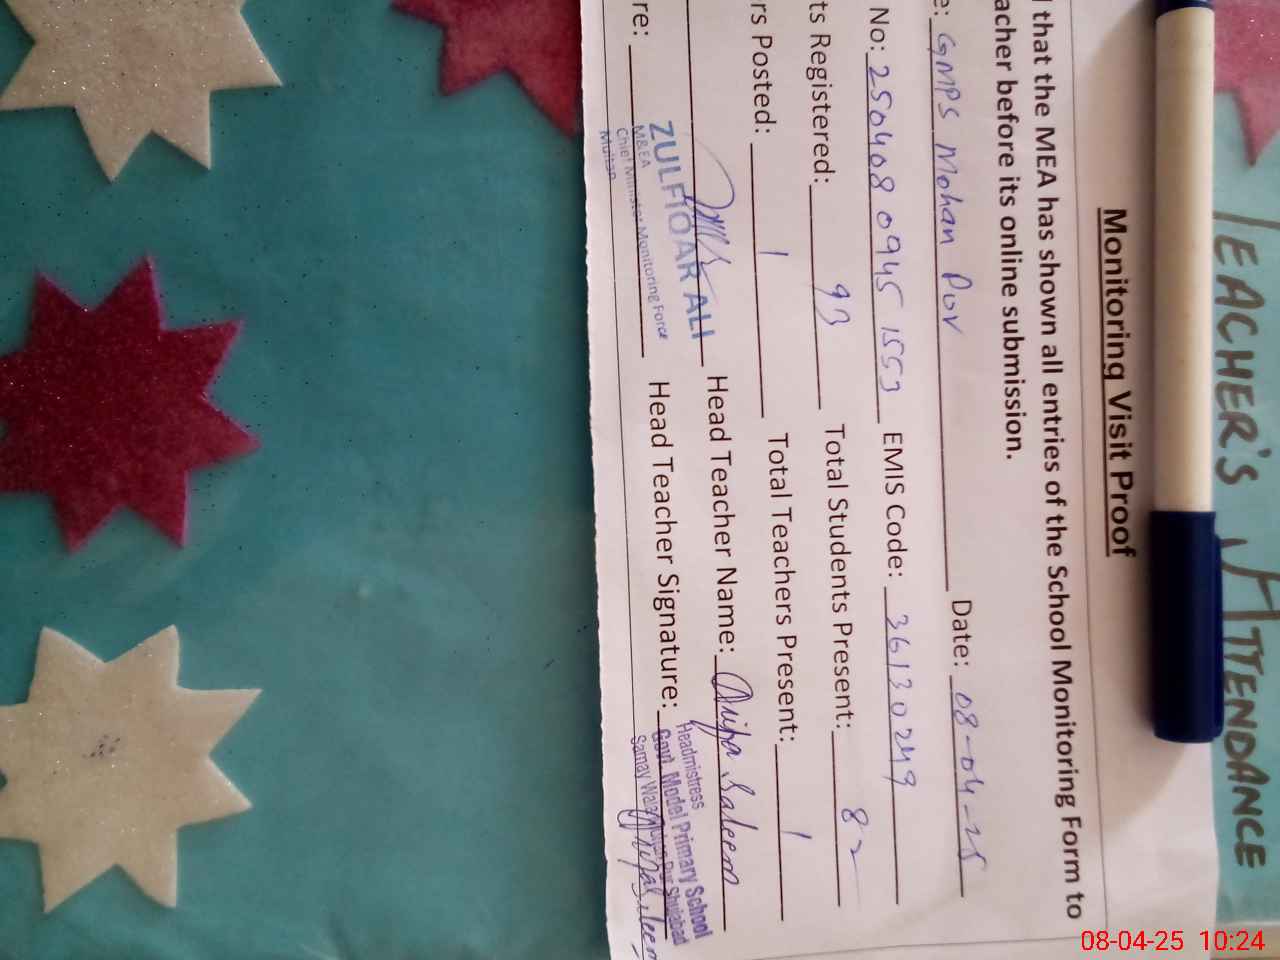 TEACHER'S ATTENDANCE
Monitoring Visit Proof
that the MEA has shown all entries of the School Monitoring Form to
acher before its online submission.
e: GMPS Mohan Pur Date: 08-04-25
No: 250408 0945 1553 EMIS Code: 36130249
ts Registered: 93 Total Students Present: 82
rs Posted: 1 Total Teachers Present: 1
Head Teacher Name: Saleem
re: Head Teacher Signature:
ZULFIQAR ALI
M&EA
Chief Minister Monitoring Force
Multan
Headmistress
Govt Model Primary School
08-04-25 10:24